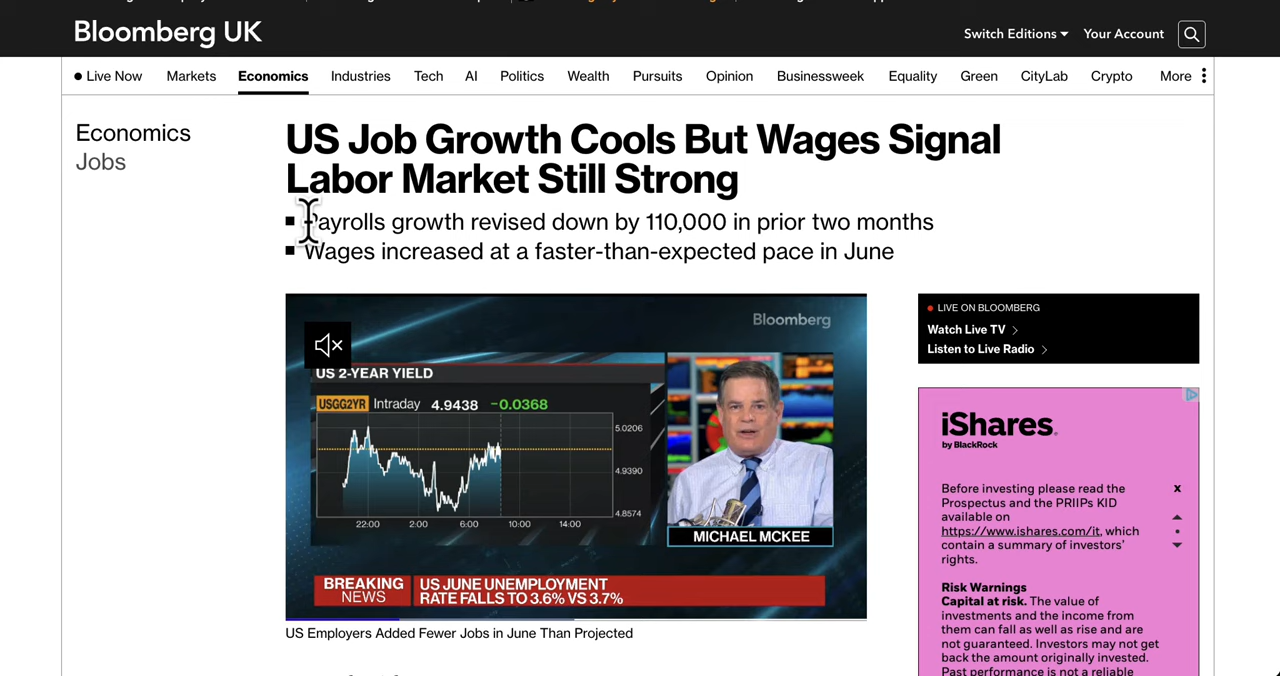 Bloomberg UK
Switch Editions
Your Account
Live Now Markets Economics Industries Tech AI Politics Wealth Pursuits Opinion Businessweek Equality Green CityLab Crypto More
Economics
Jobs
US Job Growth Cools But Wages Signal
Labor Market Still Strong
Payrolls growth revised down by 110,000 in prior two months
Wages increased at a faster-than-expected pace in June
Bloomberg
US 2-YEAR YIELD
USGG2YR Intraday 4.9438 -0.0368
5.0206
4.9390
4.8574
22:00 2:00 6:00 10:00 14:00
MICHAEL MCKEE
BREAKING
NEWS
US JUNE UNEMPLOYMENT
RATE FALLS TO 3.6% VS 3.7%
US Employers Added Fewer Jobs in June Than Projected
LIVE ON BLOOMBERG
Watch Live TV
Listen to Live Radio
iShares.
by BlackRock
Before investing please read the
Prospectus and the PRIIPs KID
available on
https://www.ishares.com/it, which
contain a summary of investors'
rights.
X
Risk Warnings
Capital at risk. The value of
investments and the income from
them can fall as well as rise and are
not guaranteed. Investors may not get
back the amount originally invested.
Past performance is not a reliable